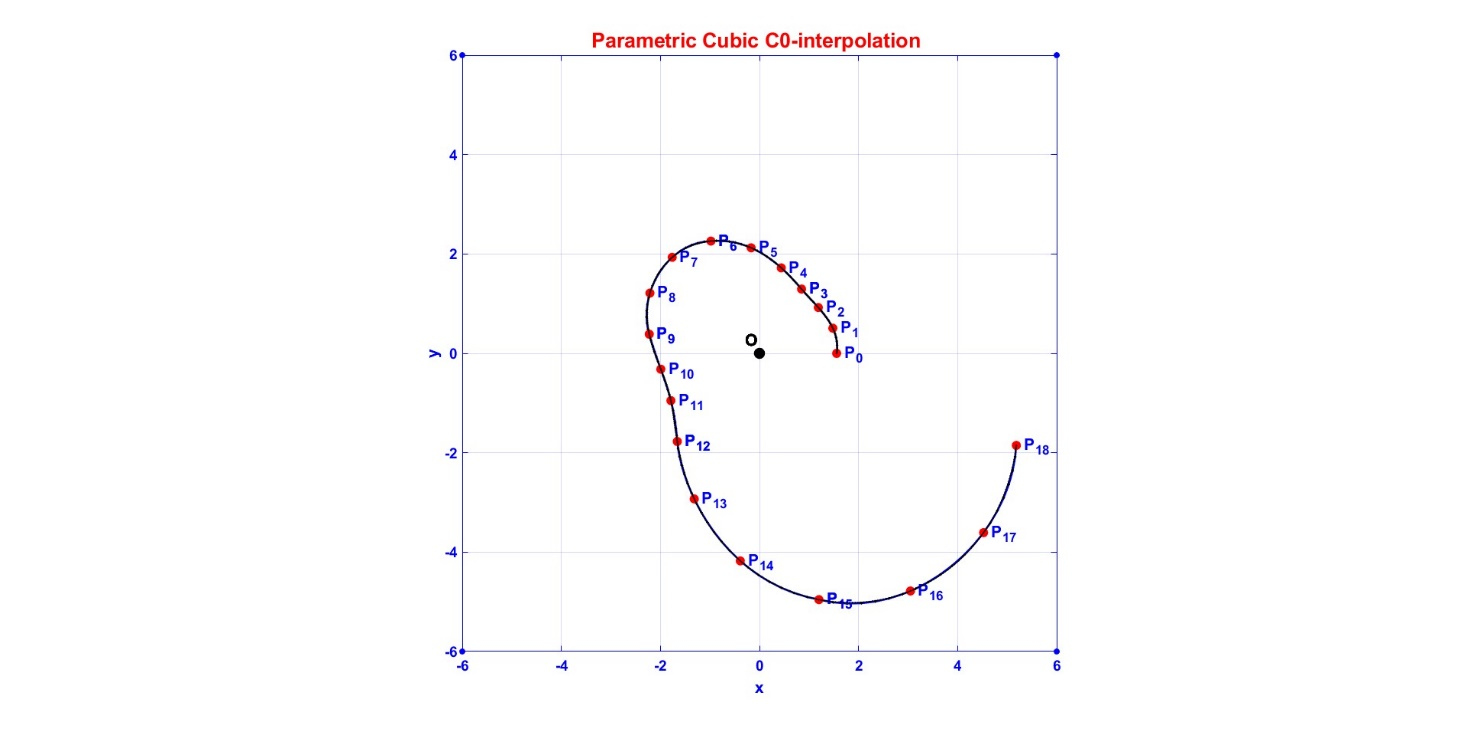 Parametric Cubic C0-interpolation
6
4
2
0
-2
-4
-6
y
-6
-4
-2
0
2
4
6
x
O
P0
P1
P2
P3
P4
P5
P6
P7
P8
P9
P10
P11
P12
P13
P14
P15
P16
P17
P18